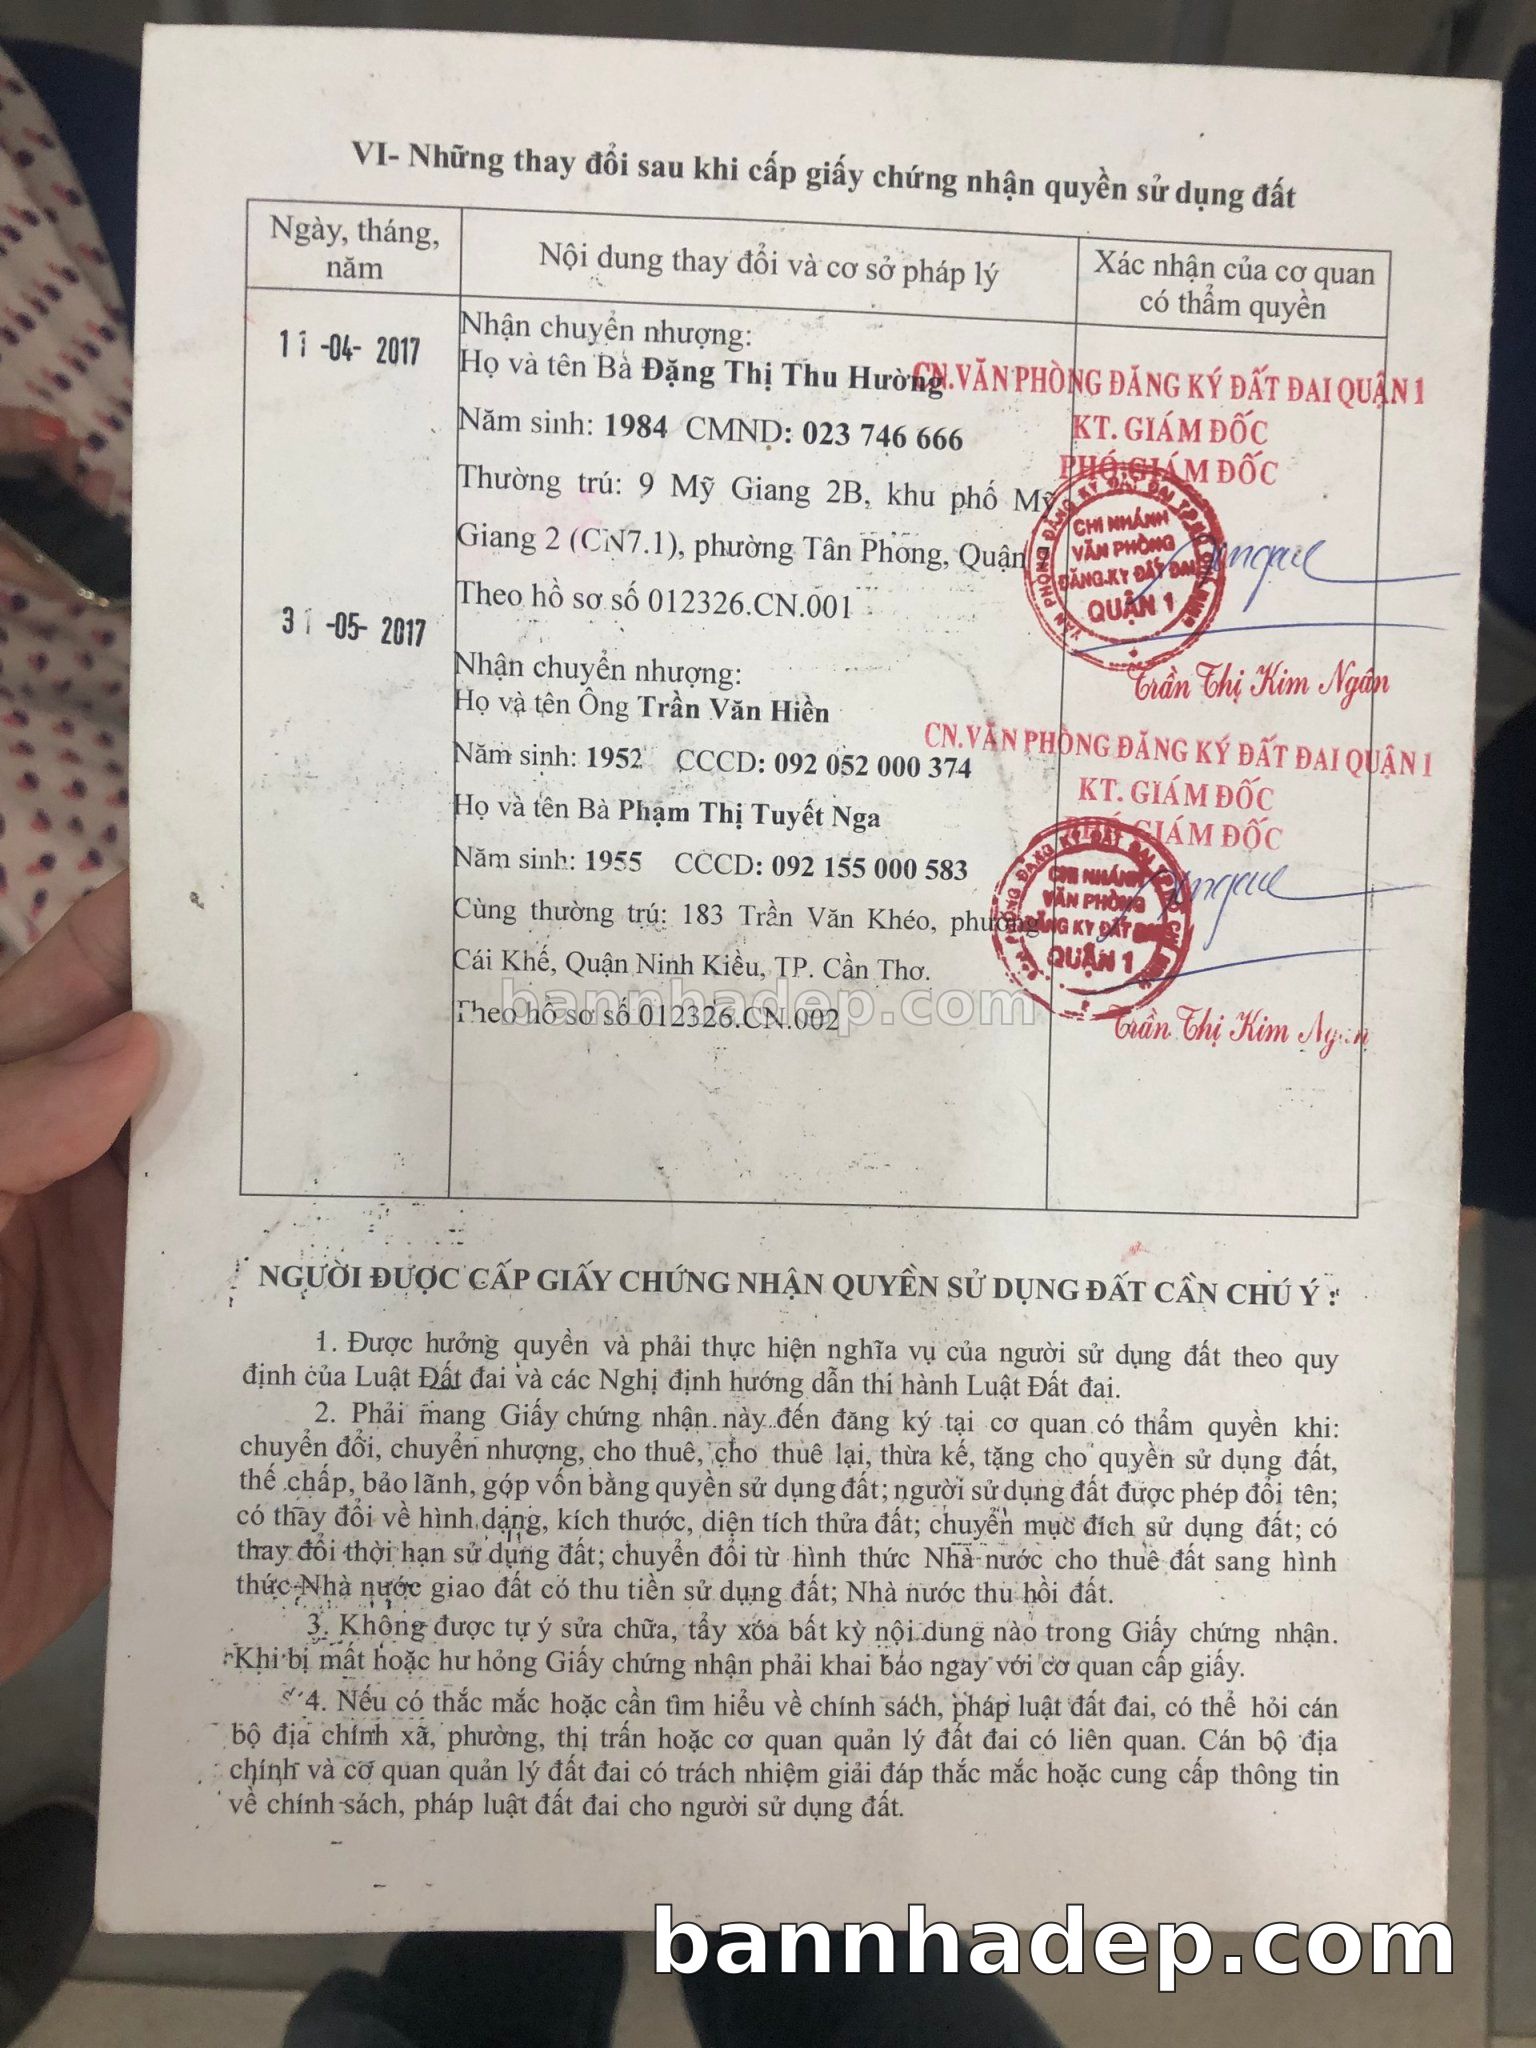 VI- Những thay đổi sau khi cấp giấy chứng nhận quyền sử dụng đất
Ngày, tháng, năm
Nội dung thay đổi và cơ sở pháp lý
Xác nhận của cơ quan có thẩm quyền
11 -04- 2017
Nhận chuyển nhượng:
Họ và tên Bà Đặng Thị Thu Hường
Năm sinh: 1984 CMND: 023 746 666
Thường trú: 9 Mỹ Giang 2B, khu phố Mỹ
Giang 2 (CN7.1), phường Tân Phong, Quận 7
Theo hồ sơ số 012326.CN.001
CN.VĂN PHÒNG ĐĂNG KÝ ĐẤT ĐAI QUẬN 1
KT. GIÁM ĐỐC
PHÓ GIÁM ĐỐC
CHI NHÁNH
VĂN PHÒNG
ĐĂNG KÝ ĐẤT ĐAI
QUẬN 1
Trần Thị Kim Ngân
31 -05- 2017
Nhận chuyển nhượng:
Họ và tên Ông Trần Văn Hiền
Năm sinh: 1952 CCCD: 092 052 000 374
Họ và tên Bà Phạm Thị Tuyết Nga
Năm sinh: 1955 CCCD: 092 155 000 583
Cùng thường trú: 183 Trần Văn Khéo, phường
Cái Khế, Quận Ninh Kiều, TP. Cần Thơ.
Theo hồ sơ số 012326.CN.002
CN.VĂN PHÒNG ĐĂNG KÝ ĐẤT ĐAI QUẬN 1
KT. GIÁM ĐỐC
PHÓ GIÁM ĐỐC
CHI NHÁNH
VĂN PHÒNG
ĐĂNG KÝ ĐẤT ĐAI
QUẬN 1
Trần Thị Kim Ngân
bannhadep.com
NGƯỜI ĐƯỢC CẤP GIẤY CHỨNG NHẬN QUYỀN SỬ DỤNG ĐẤT CẦN CHÚ Ý :
1. Được hưởng quyền và phải thực hiện nghĩa vụ của người sử dụng đất theo quy
định của Luật Đất đai và các Nghị định hướng dẫn thi hành Luật Đất đai.
2. Phải mang Giấy chứng nhận này đến đăng ký tại cơ quan có thẩm quyền khi:
chuyển đổi, chuyển nhượng, cho thuê, cho thuê lại, thừa kế, tặng cho quyền sử dụng đất,
thế chấp, bảo lãnh, góp vốn bằng quyền sử dụng đất; người sử dụng đất được phép đổi tên;
có thay đổi về hình dạng, kích thước, diện tích thửa đất; chuyển mục đích sử dụng đất; có
thay đổi thời hạn sử dụng đất; chuyển đổi từ hình thức Nhà nước cho thuê đất sang hình
thức Nhà nước giao đất có thu tiền sử dụng đất; Nhà nước thu hồi đất.
3. Không được tự ý sửa chữa, tẩy xóa bất kỳ nội dung nào trong Giấy chứng nhận.
Khi bị mất hoặc hư hỏng Giấy chứng nhận phải khai báo ngay với cơ quan cấp giấy.
4. Nếu có thắc mắc hoặc cần tìm hiểu về chính sách, pháp luật đất đai, có thể hỏi cán
bộ địa chính xã, phường, thị trấn hoặc cơ quan quản lý đất đai có liên quan. Cán bộ địa
chính và cơ quan quản lý đất đai có trách nhiệm giải đáp thắc mắc hoặc cung cấp thông tin
về chính sách, pháp luật đất đai cho người sử dụng đất.
bannhadep.com